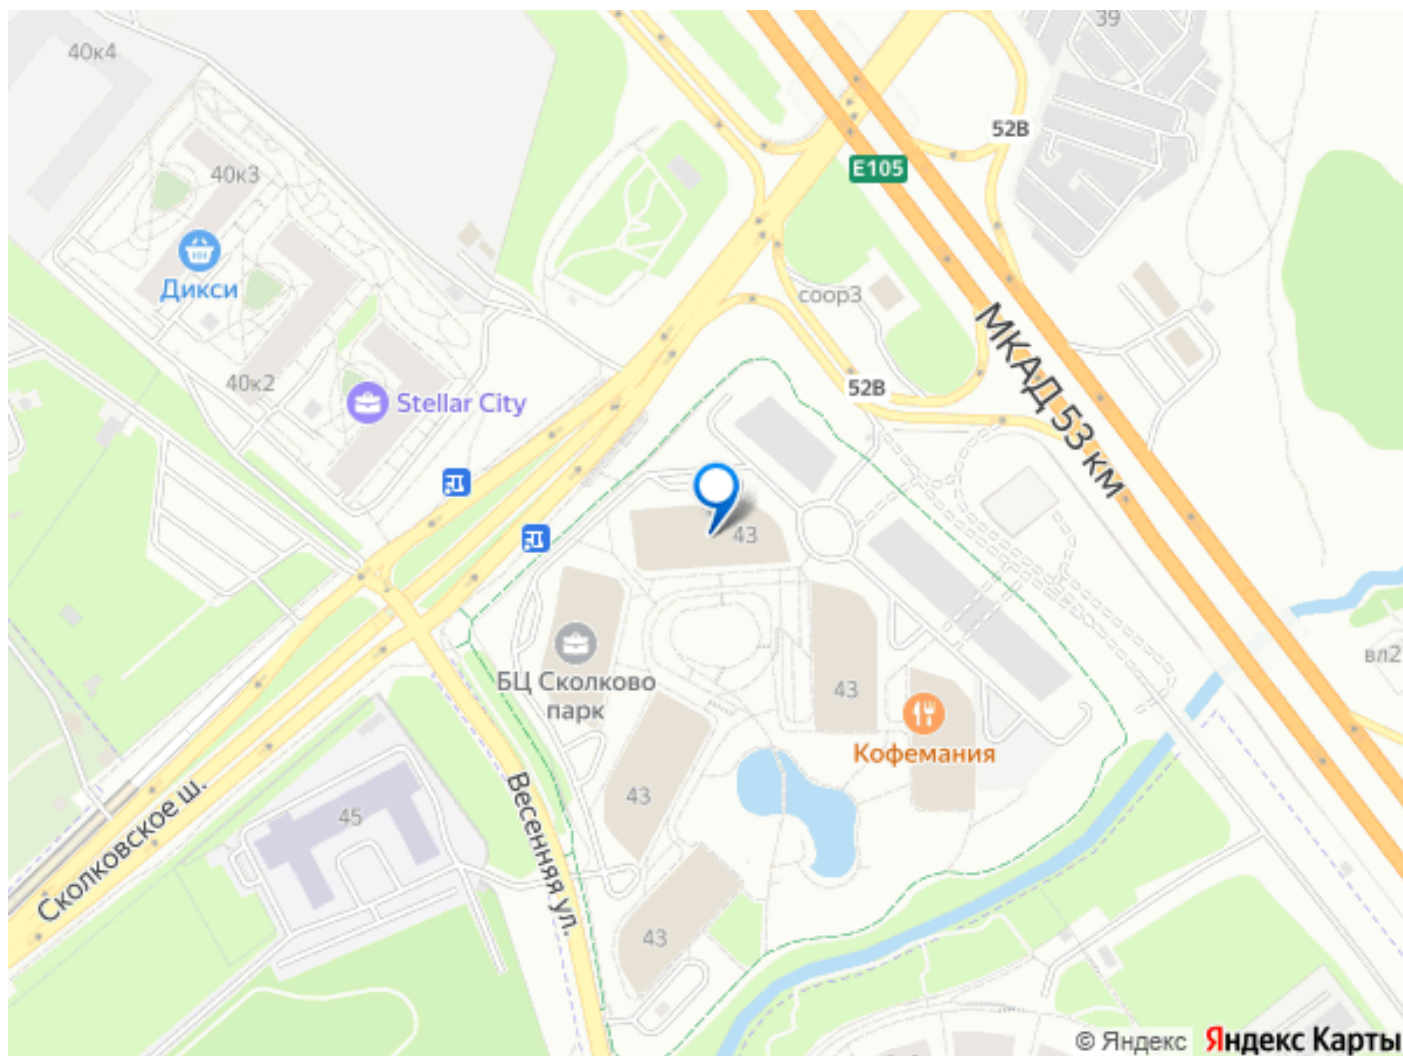 39
40к4
52В
E105
40к3
Дикси
соор3
МКАД 53 км
40к2
52В
Stellar City
43
вл2
БЦ Сколково
парк
43
Кофемания
43
45
Сколковское ш.
Весенняя ул.
43
© Яндекс Яндекс Карты